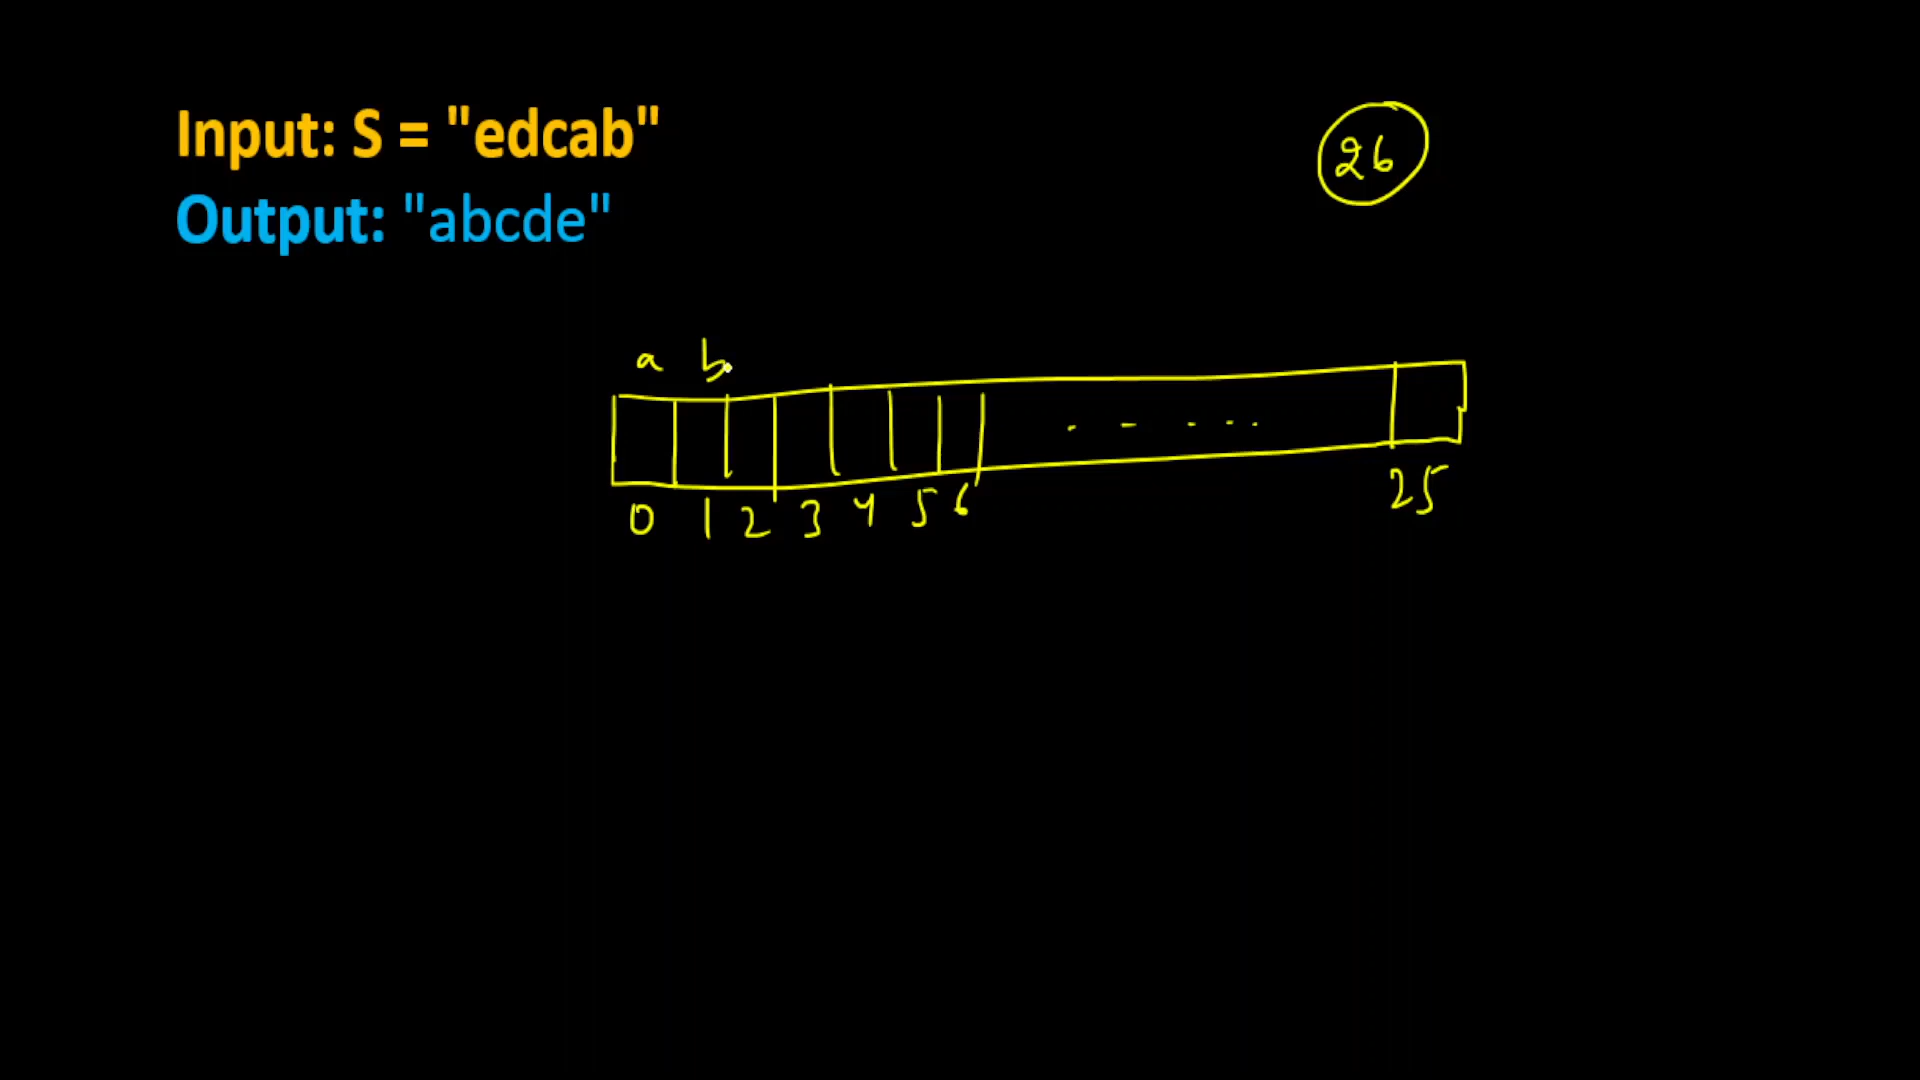 Input: S = "edcab"
Output: "abcde"
26
a b
0 1 2 3 4 5 6 25